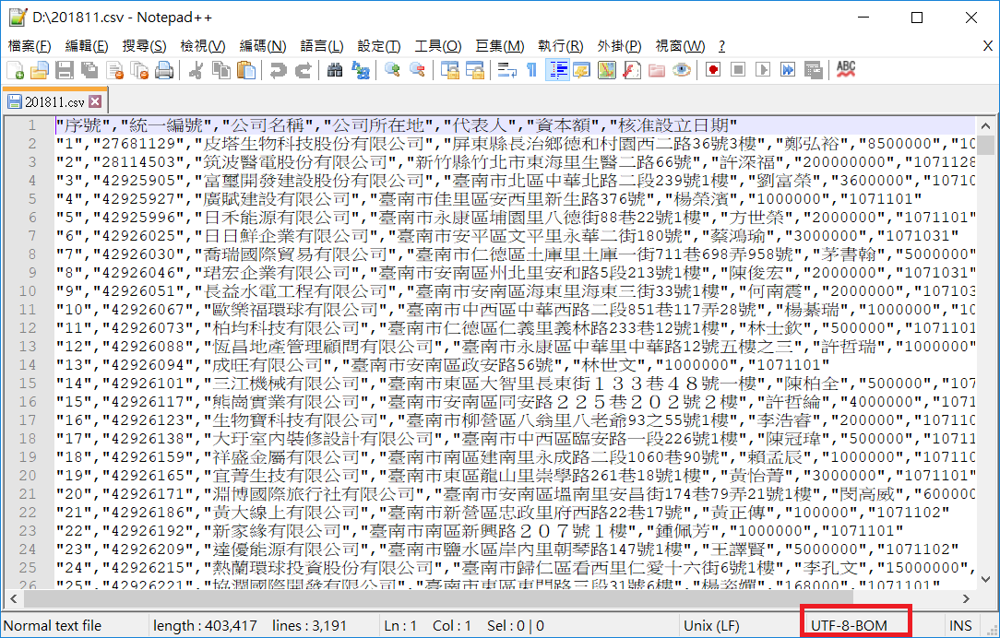 D:\201811.csv - Notepad++
檔案(F) 編輯(E) 搜尋(S) 檢視(V) 編碼(N) 語言(L) 設定(T) 工具(O) 巨集(M) 執行(R) 外掛(P) 視窗(W) ? X
ABC
201811.csv
1 "序號","統一編號","公司名稱","公司所在地","代表人","資本額","核准設立日期"
2 "1","27681129","皮塔生物科技股份有限公司","屏東縣長治鄉德和村園西二路36號3樓","鄭弘裕","8500000","10
3 "2","28114503","筑波醫電股份有限公司","新竹縣竹北市東海里生醫二路66號","許深福","200000000","1071128
4 "3","42925905","富璽開發建設股份有限公司","臺南市北區中華北路二段239號1樓","劉富榮","3600000","10710
5 "4","42925927","廣賦建設有限公司","臺南市佳里區安西里新生路376號","楊榮濱","1000000","1071101"
6 "5","42925996","日禾能源有限公司","臺南市永康區埔園里八德街88巷22號1樓","方世榮","2000000","1071101"
7 "6","42926025","日日鮮企業有限公司","臺南市安平區文平里永華二街180號","蔡鴻瑜","3000000","1071031"
8 "7","42926030","喬瑞國際貿易有限公司","臺南市仁德區土庫里土庫一街711巷698弄958號","茅書翰","5000000"
9 "8","42926046","珺宏企業有限公司","臺南市安南區州北里安和路5段213號1樓","陳俊宏","2000000","1071031"
10 "9","42926051","長益水電工程有限公司","臺南市安南區海東里海東三街33號1樓","何南震","2000000","107103
11 "10","42926067","歐樂福環球有限公司","臺南市中西區中華西路二段851巷117弄28號","楊綦瑞","1000000"
12 "11","42926073","柏均科技有限公司","臺南市仁德區仁義里義林路233巷12號1樓","林士欽","500000","1071101
13 "12","42926088","恆昌地產管理顧問有限公司","臺南市永康區中華里中華路12號五樓之三","許哲瑞","1000000"
14 "13","42926094","成旺有限公司","臺南市安南區政安路56號","林世文","1000000","1071101"
15 "14","42926101","三江機械有限公司","臺南市東區大智里長東街１３３巷４８號一樓","陳柏全","500000","107
16 "15","42926117","熊崗實業有限公司","臺南市安南區同安路２２５巷２０２號２樓","許哲綸","4000000","1071
17 "16","42926123","生物寶科技有限公司","臺南市柳營區八翁里八老爺93之55號1樓","李浩睿","200000","10711
18 "17","42926138","大玗室內裝修設計有限公司","臺南市中西區臨安路一段226號1樓","陳冠瑋","500000","1071
19 "18","42926159","祥盛金屬有限公司","臺南市南區建南里永成路二段1060巷90號","賴孟辰","1000000","107110
20 "19","42926165","宜菁生技有限公司","臺南市東區龍山里崇學路261巷18號1樓","黃怡菁","3000000","1071101
21 "20","42926171","淵博國際旅行社有限公司","臺南市安南區塭南里安昌街174巷79弄21號1樓","閔高威","600000
22 "21","42926186","黃大線上有限公司","臺南市新營區忠政里府西路22巷17號","黃正傳","100000","1071102"
23 "22","42926192","新家緣有限公司","臺南市南區新興路２０７號１樓","鍾佩芳","1000000","1071101"
24 "23","42926209","達優能源有限公司","臺南市鹽水區岸內里朝琴路147號1樓","王譯賢","5000000","1071102"
25 "24","42926215","熱蘭環球投資股份有限公司","臺南市歸仁區看西里仁愛十六街6號1樓","李孔文","15000000",
26 "25","42926221","協潤國際開發有限公司","臺南市東區東門路三段31號6樓","楊姿嬋","168000","1071101"
Normal text file length : 403,417 lines : 3,191 Ln : 1 Col : 1 Sel : 0 | 0 Unix (LF) UTF-8-BOM INS